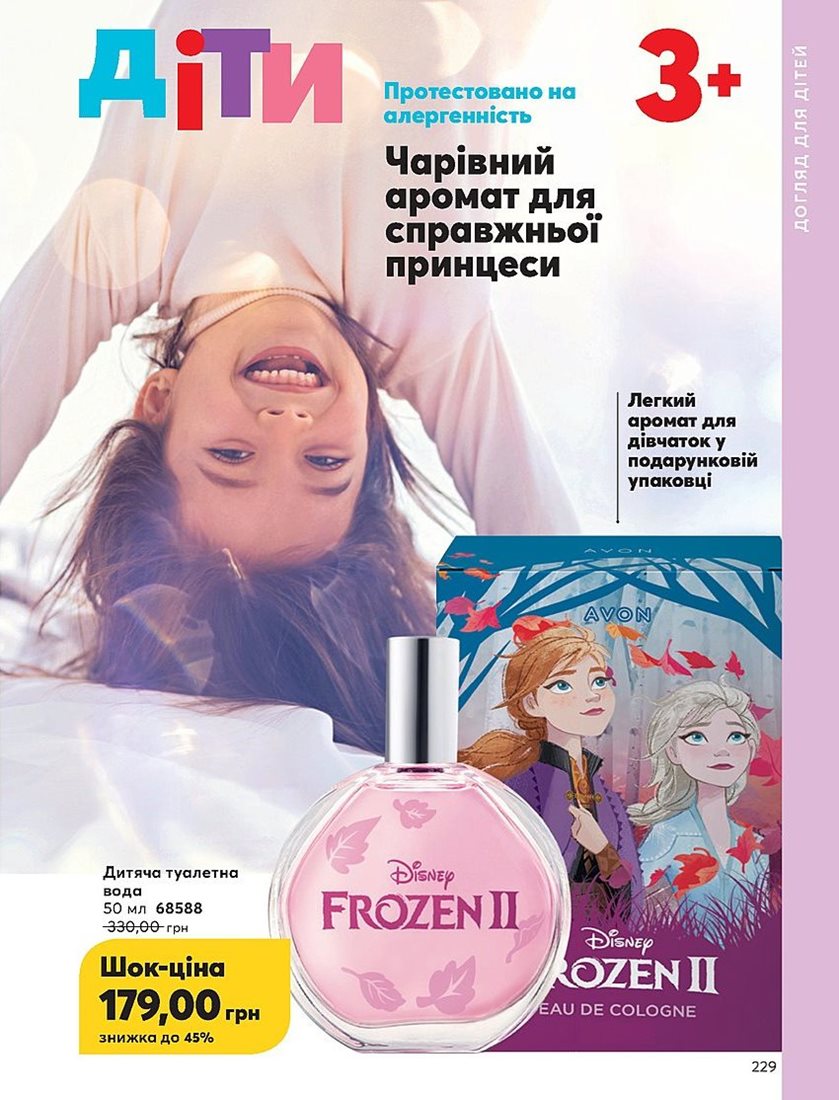 ДІТИ
Протестовано на
алергенність
3+
Чарівний
аромат для
справжньої
принцеси
ДОГЛЯД ДЛЯ ДІТЕЙ
Легкий
аромат для
дівчаток у
подарунковій
упаковці
AVON
AVON
Disney
FROZEN II
Disney
FROZEN II
EAU DE COLOGNE
Дитяча туалетна
вода
50 мл 68588
330,00 грн
Шок-ціна
179,00 грн
знижка до 45%
229